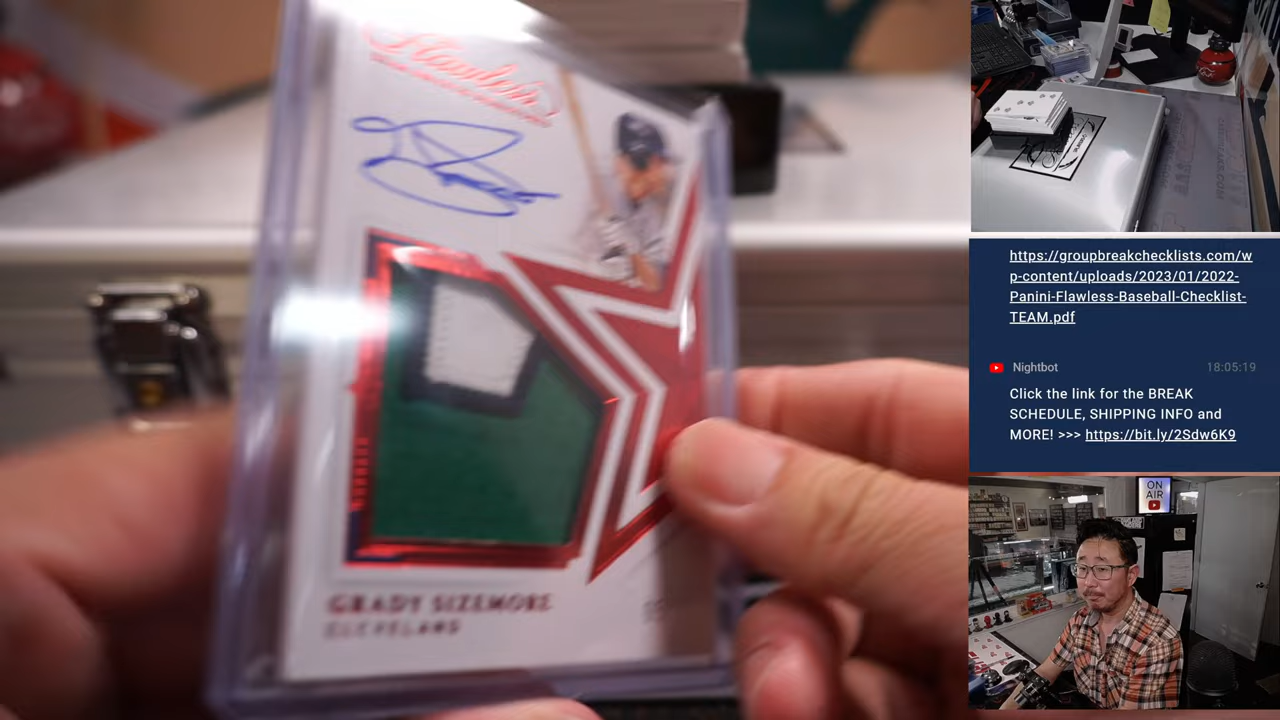 Flawless
GRADY SIZEMORE
CLEVELAND
https://groupbreakchecklists.com/w
p-content/uploads/2023/01/2022-
Panini-Flawless-Baseball-Checklist-
TEAM.pdf
Nightbot 18:05:19
Click the link for the BREAK
SCHEDULE, SHIPPING INFO and
MORE! >>> https://bit.ly/2Sdw6K9
ON
AIR